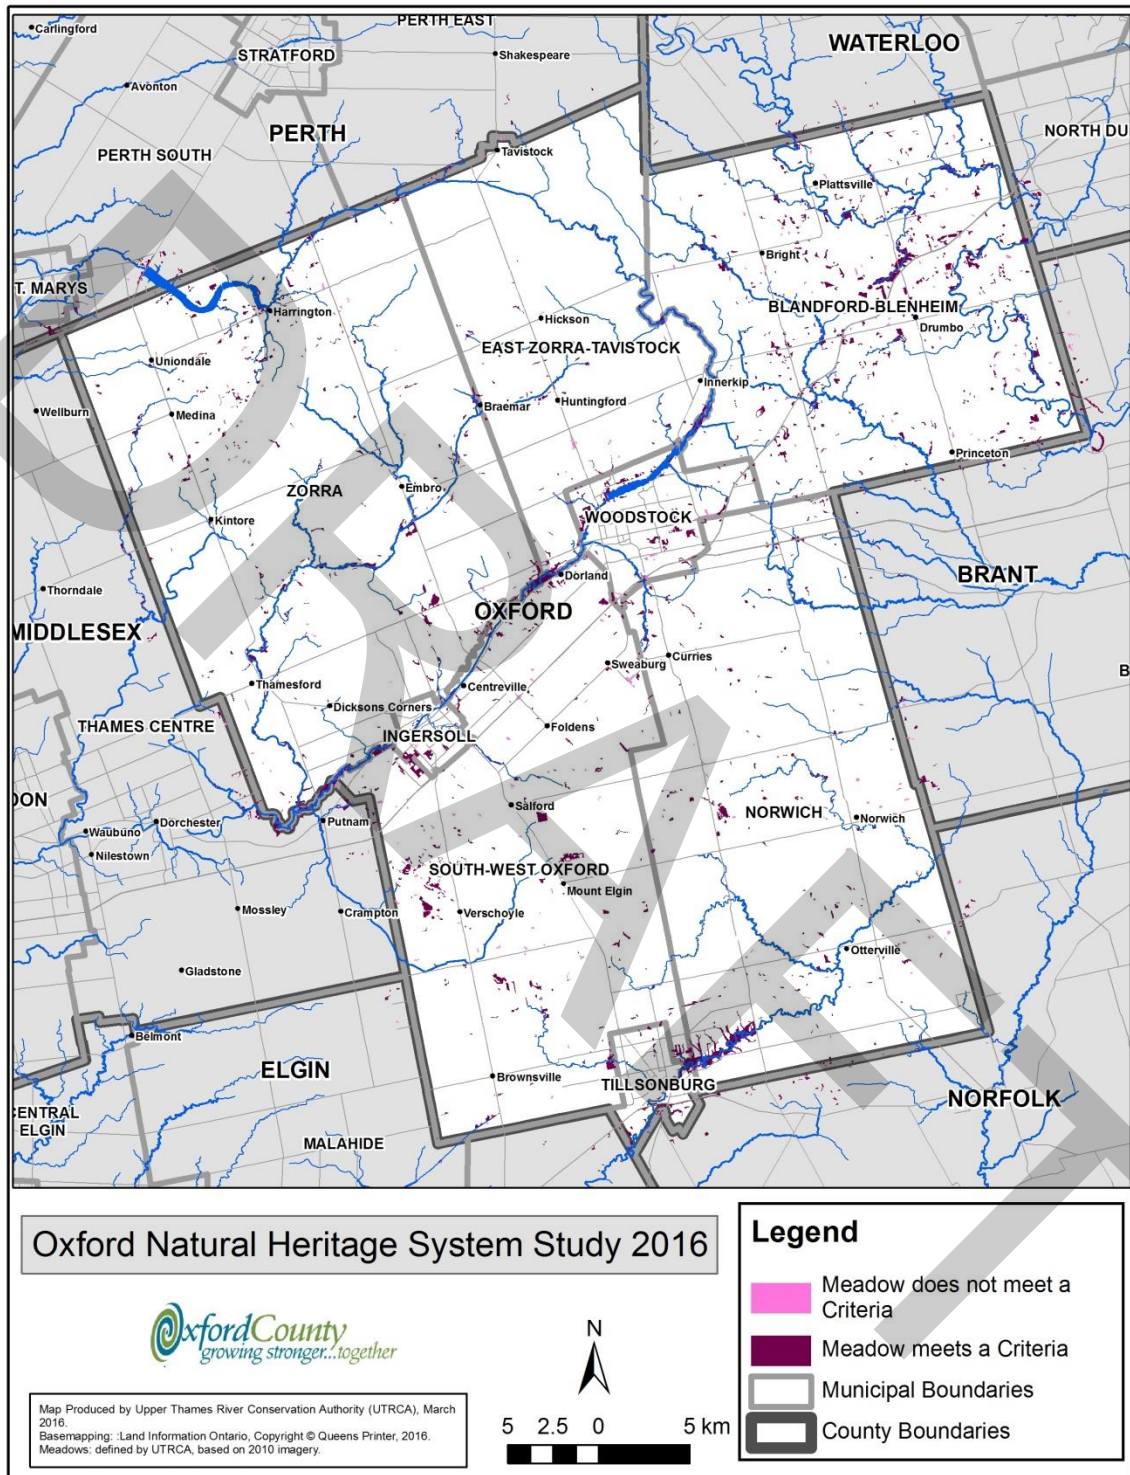 Carlingford
PERTH EAST
STRATFORD
Shakespeare
WATERLOO
Avonton
PERTH
NORTH DU
PERTH SOUTH
Tavistock
Plattsville
Bright
T. MARYS
Harrington
Hickson
BLANDFORD-BLENHEIM
Drumbo
EAST ZORRA-TAVISTOCK
Uniondale
Innerkip
Wellburn
Medina
Braemar
Huntingford
Princeton
ZORRA
Embro
WOODSTOCK
Kintore
Thorndale
Dorland
BRANT
OXFORD
MIDDLESEX
Sweaburg
Curries
B
Thamesford
Centreville
Dicksons Corners
THAMES CENTRE
Foldens
INGERSOLL
DON
Salford
NORWICH
Norwich
Dorchester
Putnam
Waubuno
Nilestown
SOUTH-WEST OXFORD
Mount Elgin
Mossley
Crampton
Verschoyle
Otterville
Gladstone
Belmont
ELGIN
Brownsville
TILLSONBURG
NORFOLK
CENTRAL
ELGIN
MALAHIDE
DRAFT
Oxford Natural Heritage System Study 2016
OxfordCounty
growing stronger...together
Map Produced by Upper Thames River Conservation Authority (UTRCA), March
2016.
Basemapping: :Land Information Ontario, Copyright © Queens Printer, 2016.
Meadows: defined by UTRCA, based on 2010 imagery.
N
5 2.5 0 5 km
Legend
Meadow does not meet a
Criteria
Meadow meets a Criteria
Municipal Boundaries
County Boundaries